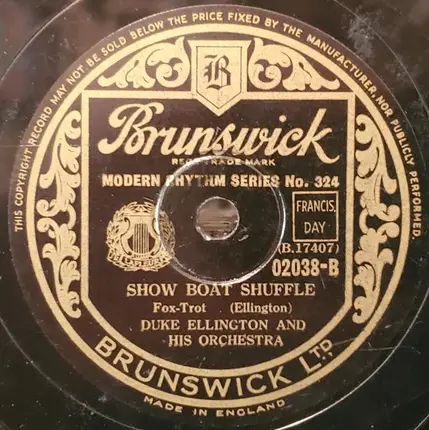 THIS COPYRIGHT RECORD MAY NOT BE SOLD BELOW THE PRICE FIXED BY THE MANUFACTURER, NOR PUBLICLY PERFORMED.
B
Brunswick
REGD TRADE MARK
MODERN RHYTHM SERIES No. 324
FRANCIS,
DAY
(B.17407)
02038-B
SHOW BOAT SHUFFLE
Fox-Trot (Ellington)
DUKE ELLINGTON AND
HIS ORCHESTRA
BRUNSWICK LTD
MADE IN ENGLAND